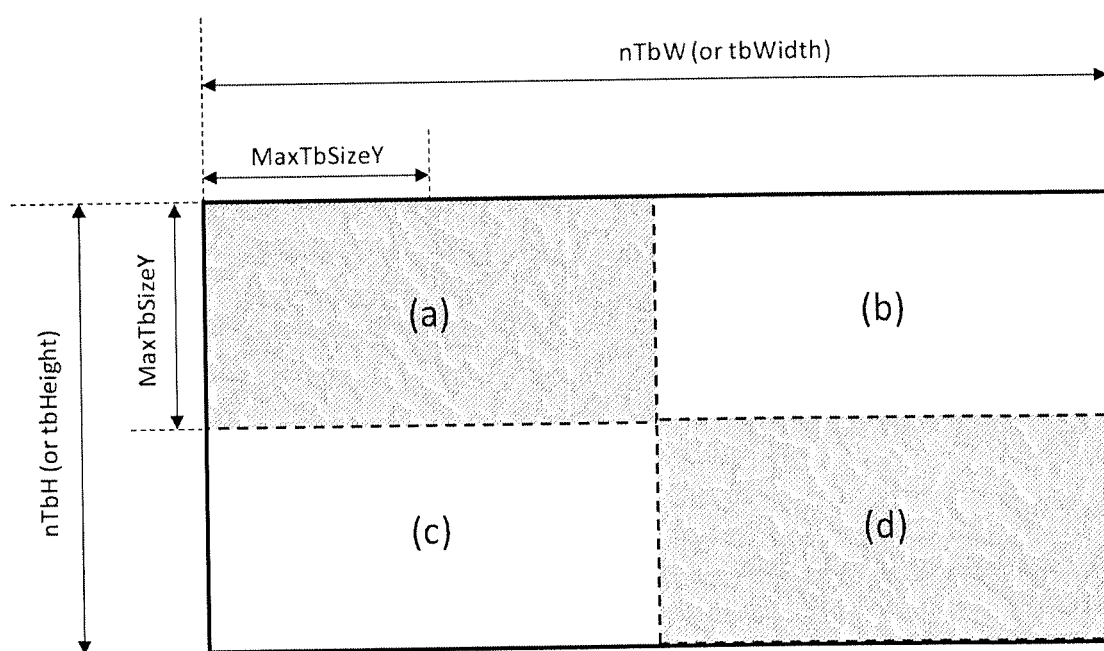 nTbW (or tbWidth)
MaxTbSizeY
MaxTbSizeY
nTbH (or tbHeight)
(a)
(b)
(c)
(d)